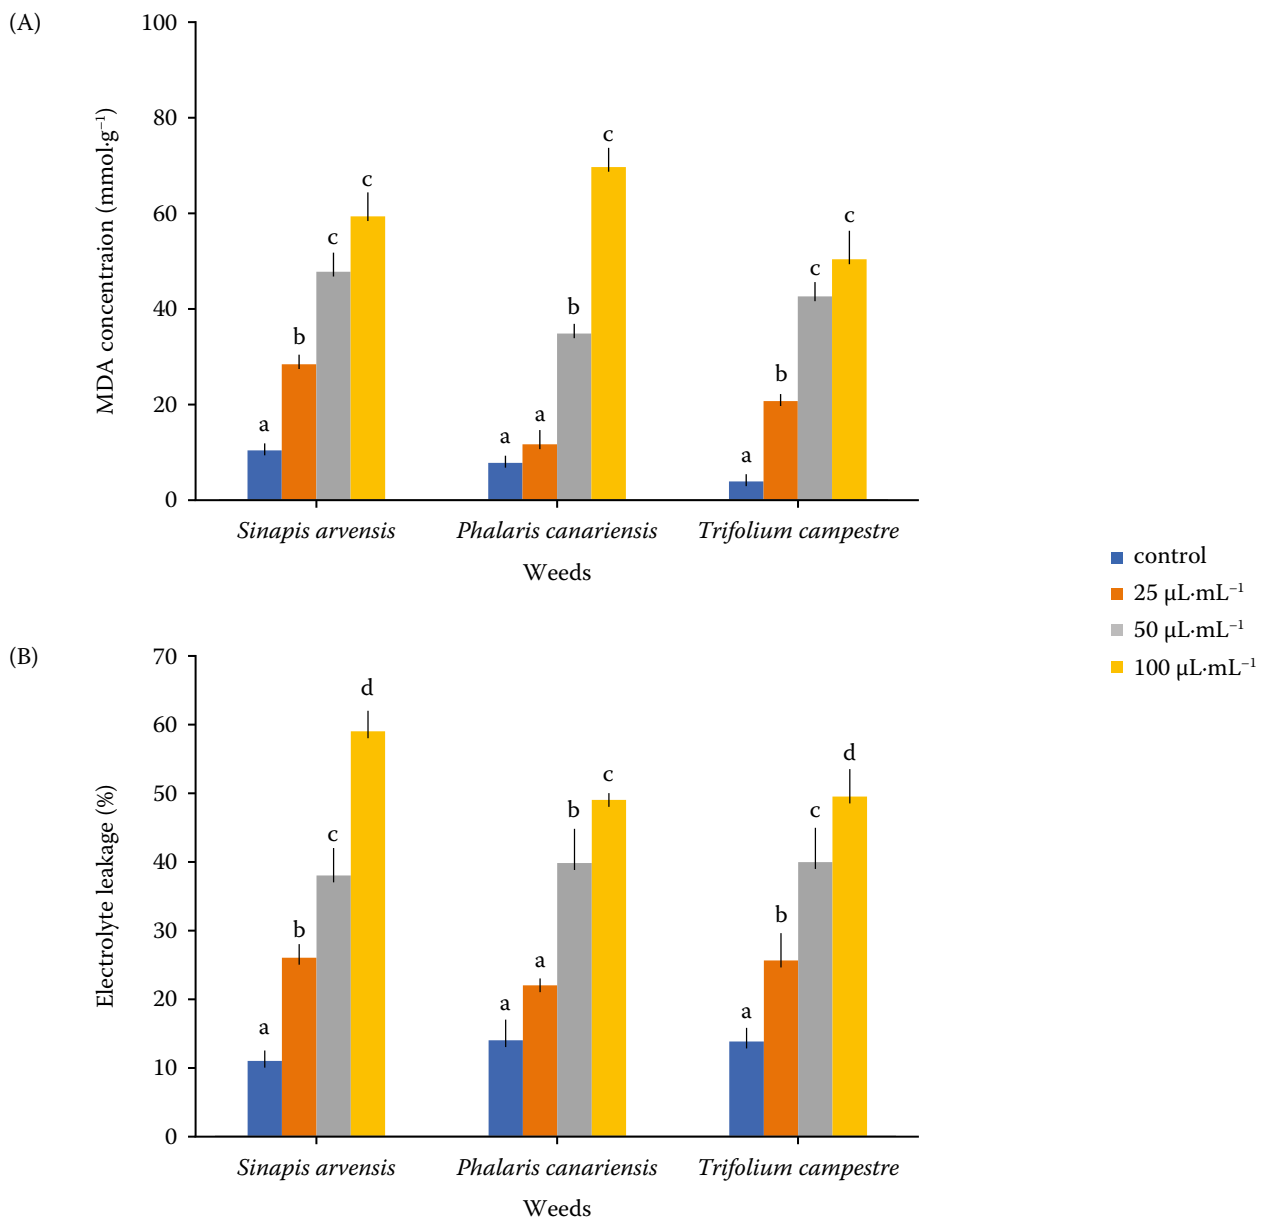 (A)
100
80
60
40
20
0
MDA concentraion (mmol·g⁻¹)
a
b
c
c
a
a
b
c
a
b
c
c
Sinapis arvensis
Phalaris canariensis
Trifolium campestre
Weeds
control
25 µL·mL⁻¹
50 µL·mL⁻¹
100 µL·mL⁻¹
(B)
70
60
50
40
30
20
10
0
Electrolyte leakage (%)
a
b
c
d
a
a
b
c
a
b
c
d
Sinapis arvensis
Phalaris canariensis
Trifolium campestre
Weeds